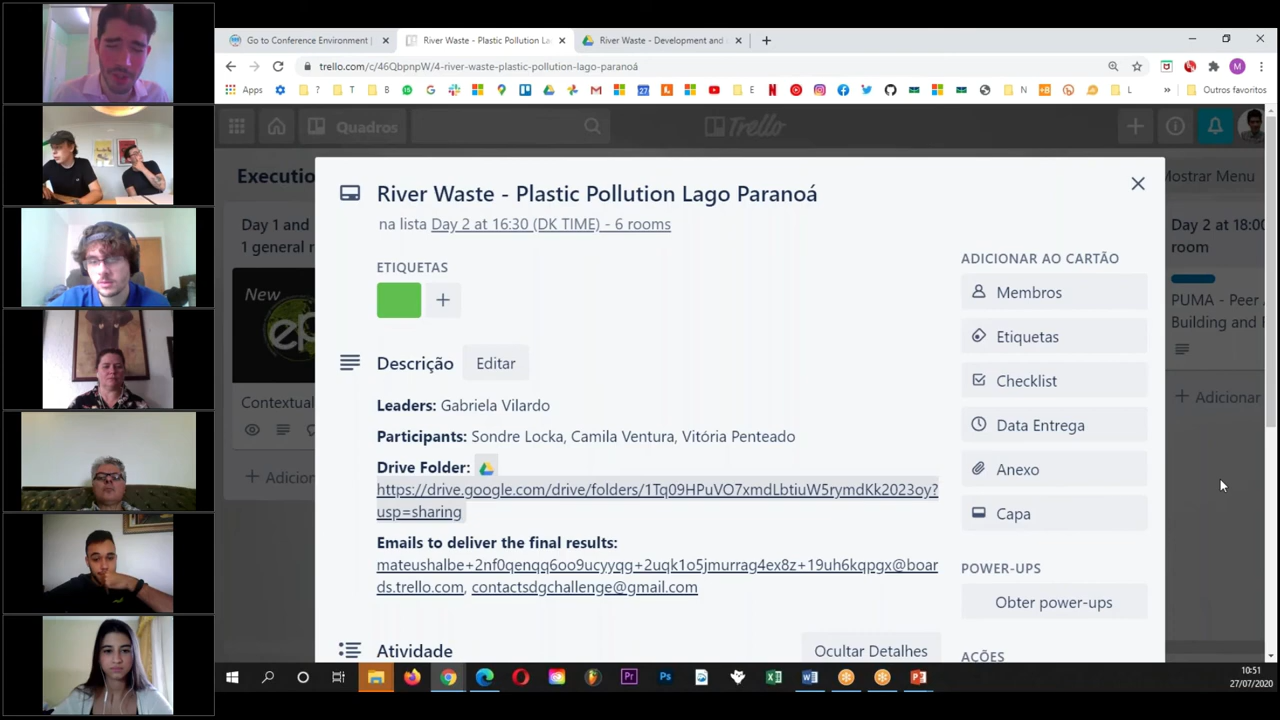 Go to Conference Environment |
River Waste - Plastic Pollution La
River Waste - Development and
trello.com/c/46QbpnpW/4-river-waste-plastic-pollution-lago-paranoá
Apps
?
T
B
E
N
L
»
Outros favoritos
Quadros
Trello
Executio
Mostrar Menu
Day 1 and
1 general r
New
Contextual
Adicion
River Waste - Plastic Pollution Lago Paranoá
na lista Day 2 at 16:30 (DK TIME) - 6 rooms
ETIQUETAS
Descrição
Editar
Leaders: Gabriela Vilardo
Participants: Sondre Locka, Camila Ventura, Vitória Penteado
Drive Folder:
https://drive.google.com/drive/folders/1Tq09HPuVO7xmdLbtiuW5rymdKk2023oy?
usp=sharing
Emails to deliver the final results:
mateushalbe+2nf0qenqq6oo9ucyyqg+2uqk1o5jmurrag4ex8z+19uh6kqpgx@boar
ds.trello.com, contactsdgchallenge@gmail.com
Atividade
Ocultar Detalhes
ADICIONAR AO CARTÃO
Membros
Etiquetas
Checklist
Data Entrega
Anexo
Capa
POWER-UPS
Obter power-ups
AÇÕES
Day 2 at 18:00
room
PUMA - Peer
Building and
Adicionar
10:51
27/07/2020